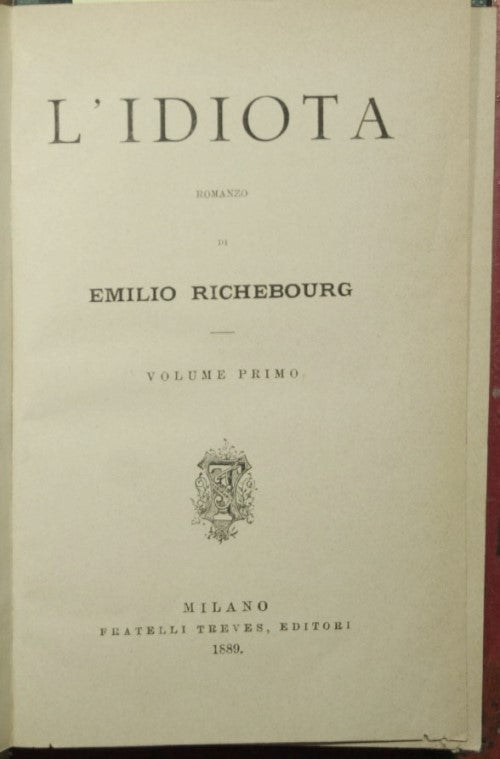 L'IDIOTA
ROMANZO
DI
EMILIO RICHEBOURG
VOLUME PRIMO
MILANO
FRATELLI TREVES, EDITORI
1889.